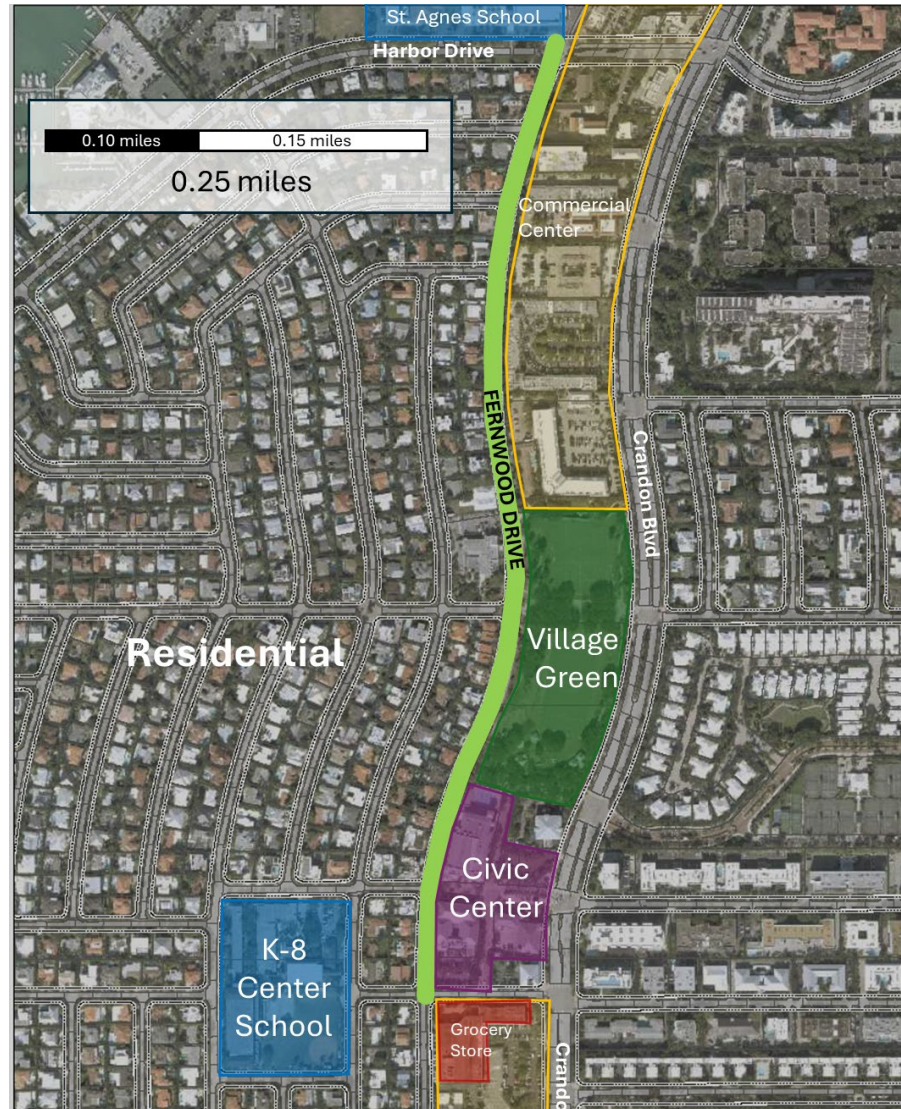 St. Agnes School
Harbor Drive
0.10 miles
0.15 miles
0.25 miles
Commercial
Center
FERNWOOD DRIVE
Crandon Blvd
Village
Green
Residential
Civic
Center
K-8
Center
School
Grocery
Store
Crando